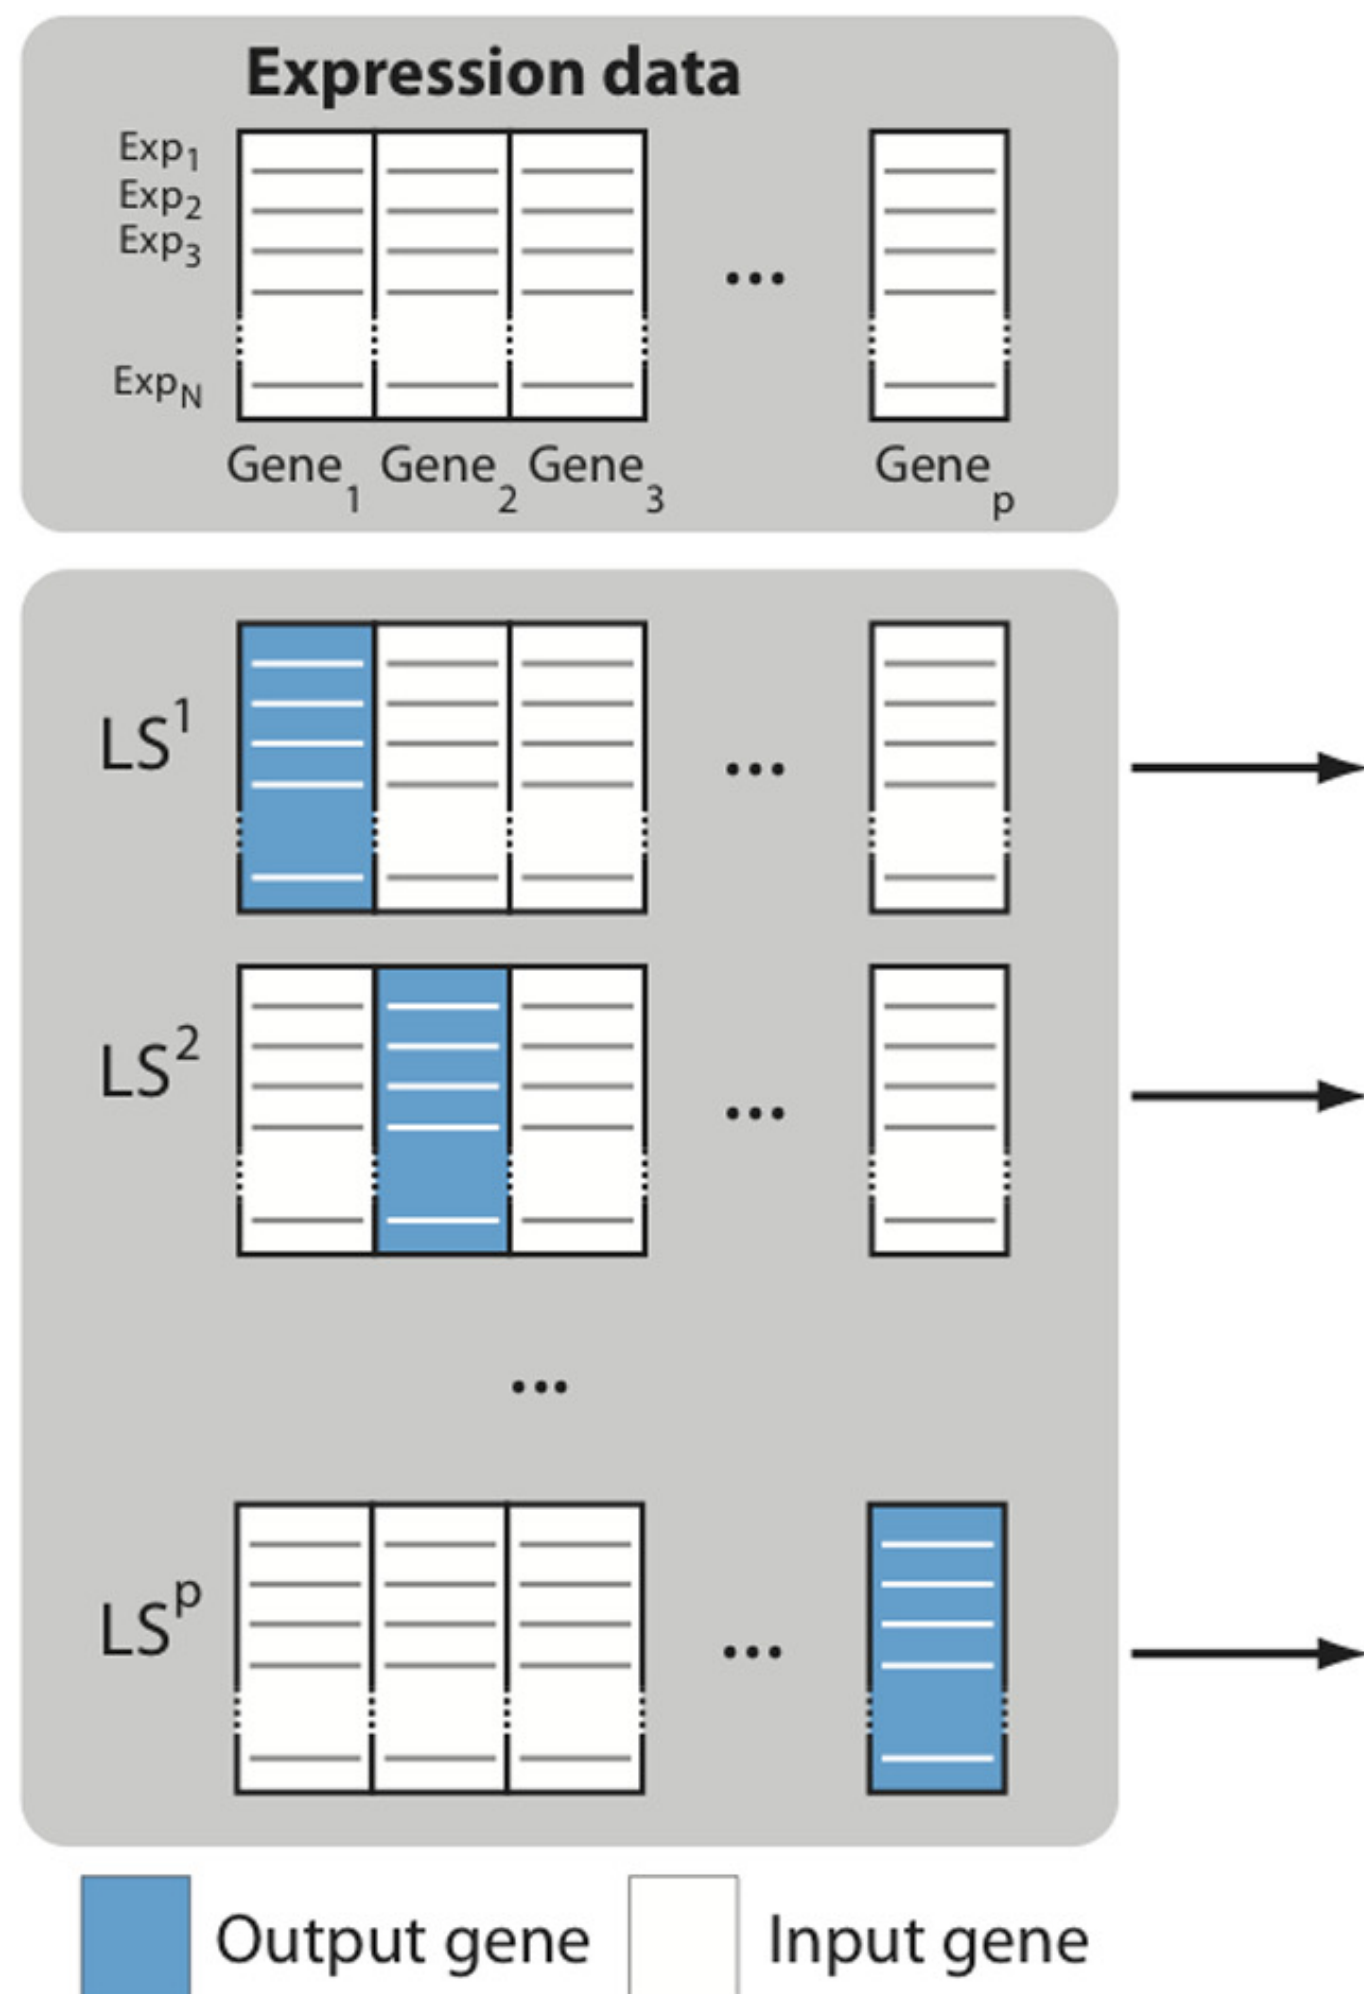 Expression data
Exp1
Exp2
Exp3
...
ExpN
Gene1 Gene2 Gene3 Genep
LS1
...
LS2
...
...
LSp
...
Output gene Input gene